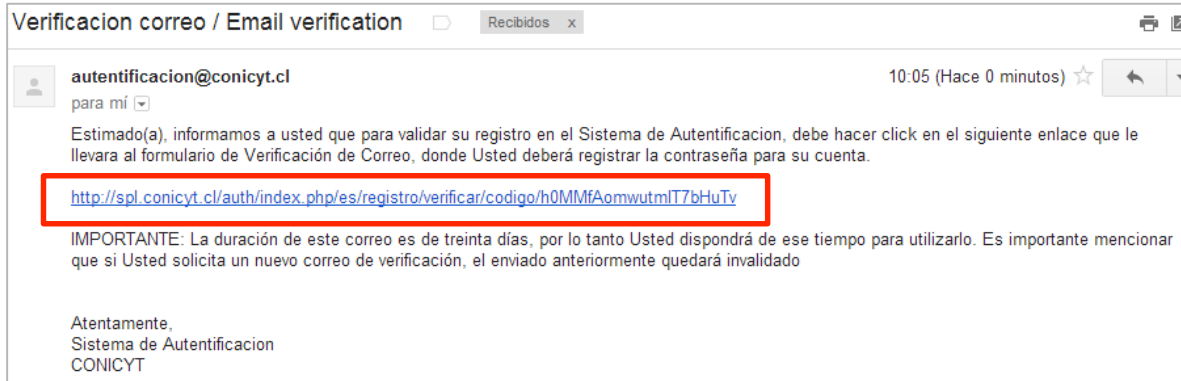 Verificacion correo / Email verification Recibidos x
autentificacion@conicyt.cl 10:05 (Hace 0 minutos)
para mí
Estimado(a), informamos a usted que para validar su registro en el Sistema de Autentificacion, debe hacer click en el siguiente enlace que le
llevara al formulario de Verificación de Correo, donde Usted deberá registrar la contraseña para su cuenta.
http://spl.conicyt.cl/auth/index.php/es/registro/verificar/codigo/h0MMfAomwutmIT7bHuTv
IMPORTANTE: La duración de este correo es de treinta días, por lo tanto Usted dispondrá de ese tiempo para utilizarlo. Es importante mencionar
que si Usted solicita un nuevo correo de verificación, el enviado anteriormente quedará invalidado
Atentamente,
Sistema de Autentificacion
CONICYT